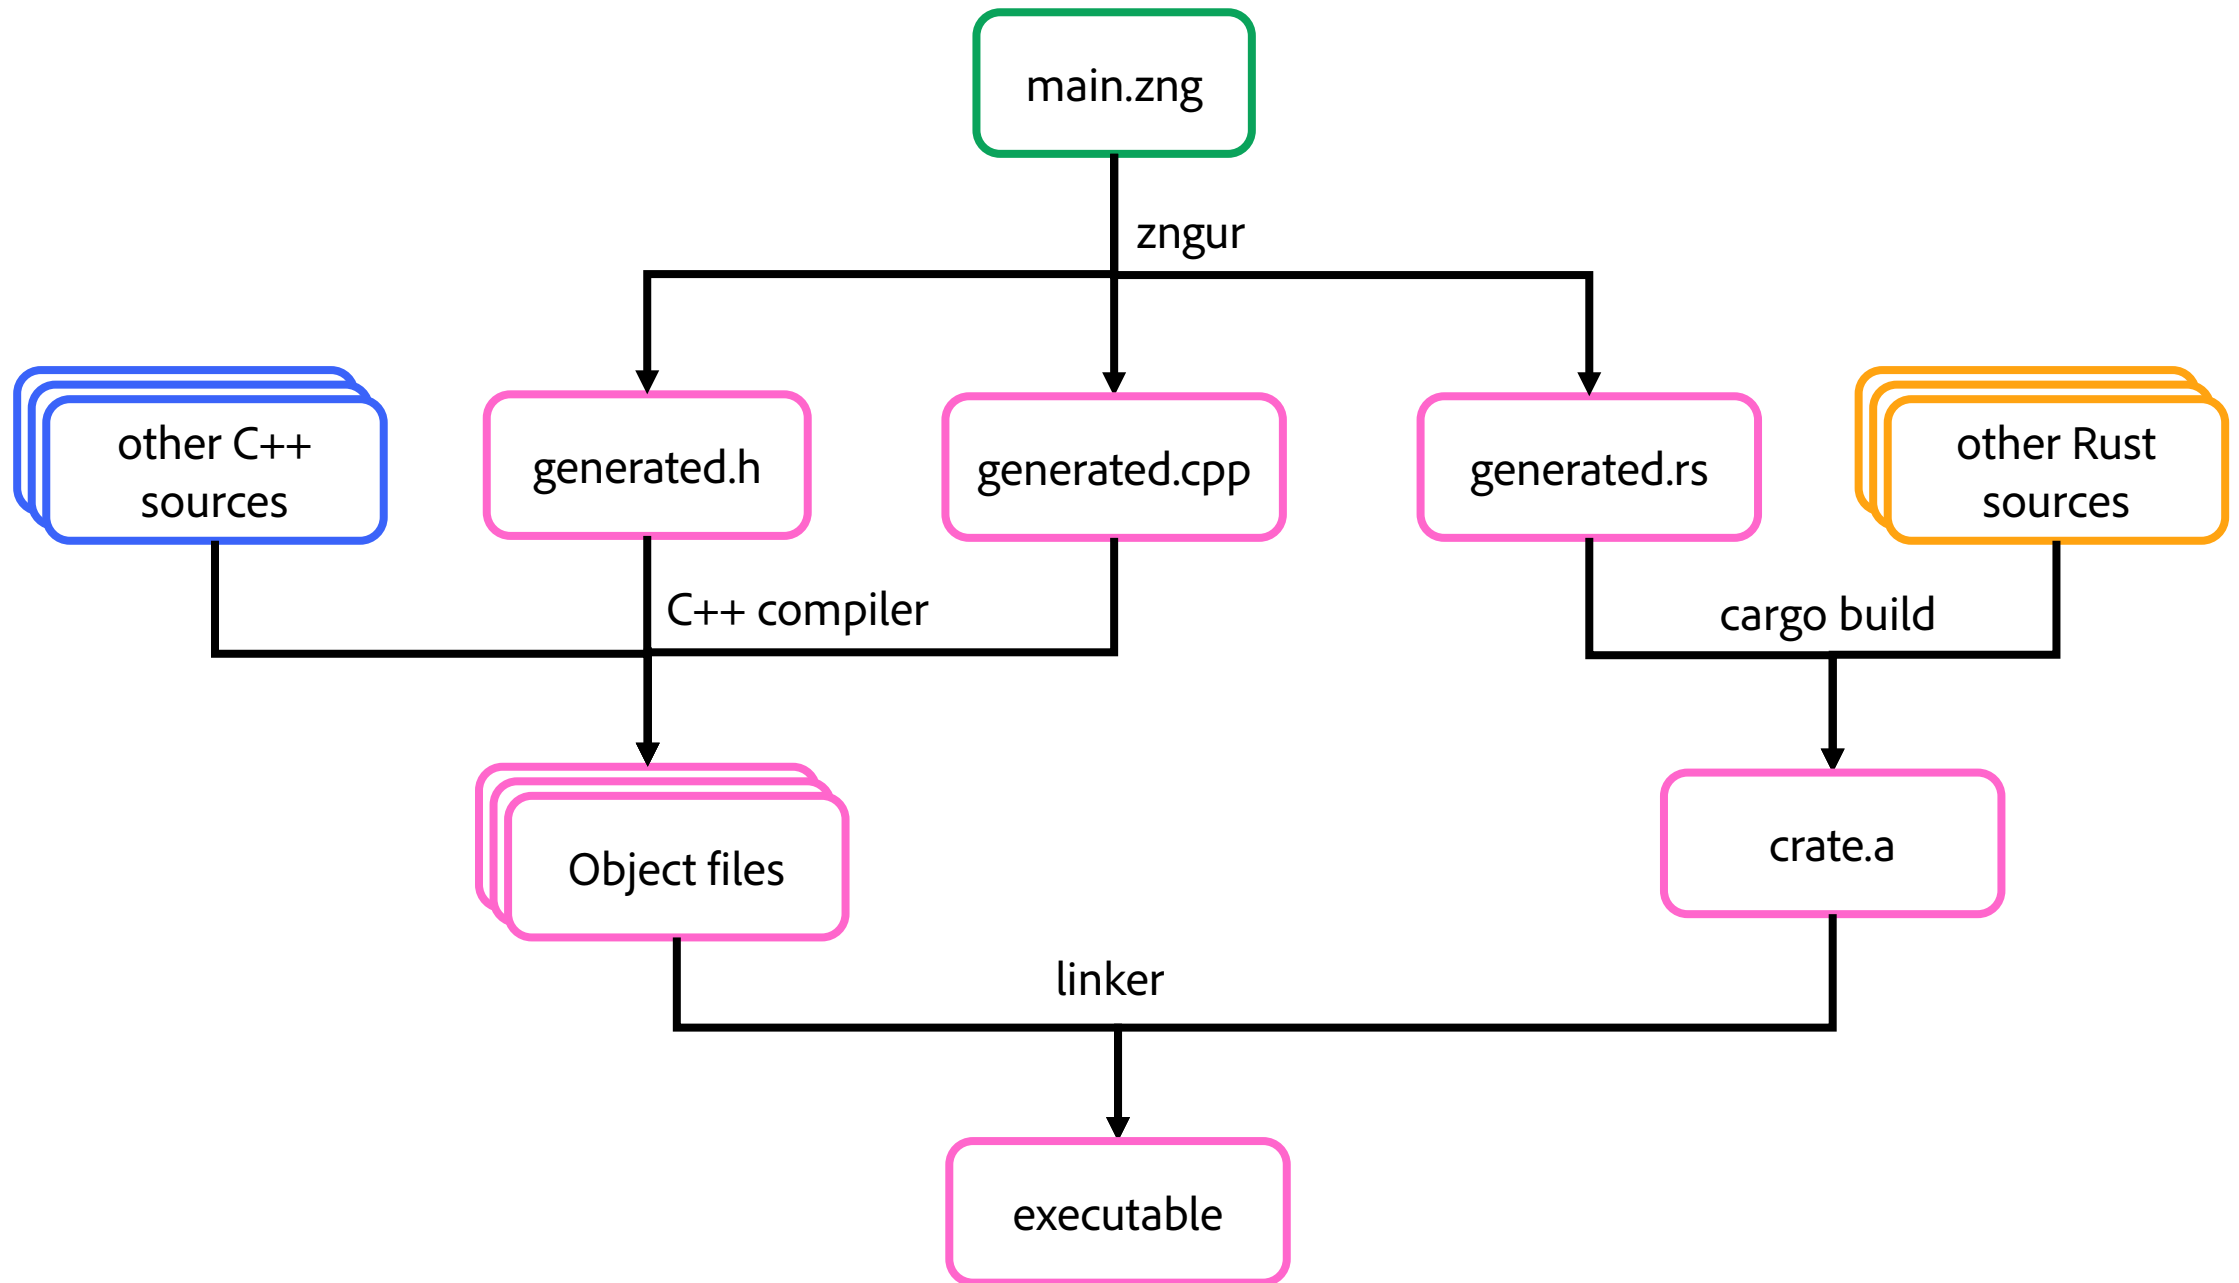 main.zng
zngur
other C++
sources
generated.h
generated.cpp
generated.rs
other Rust
sources
C++ compiler
cargo build
Object files
crate.a
linker
executable